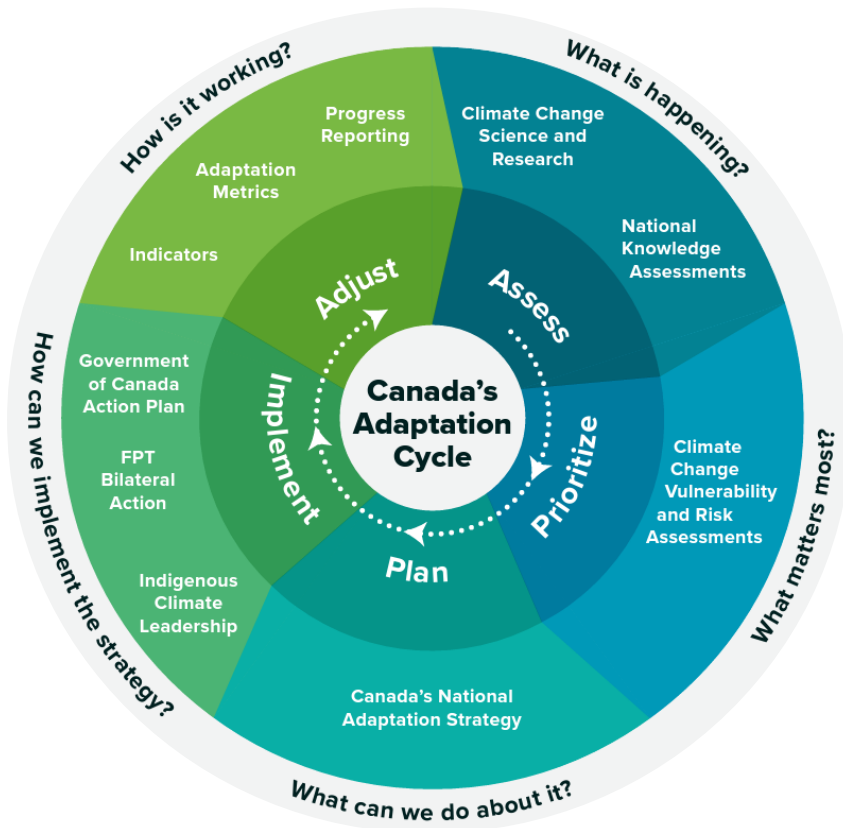 Canada's
Adaptation
Cycle
What is happening?
Assess
Climate Change
Science and
Research
National
Knowledge
Assessments
What matters most?
Prioritize
Climate
Change
Vulnerability
and Risk
Assessments
What can we do about it?
Plan
Canada's National
Adaptation Strategy
How can we implement the strategy?
Implement
Government
of Canada
Action Plan
FPT
Bilateral
Action
Indigenous
Climate
Leadership
How is it working?
Adjust
Progress
Reporting
Adaptation
Metrics
Indicators